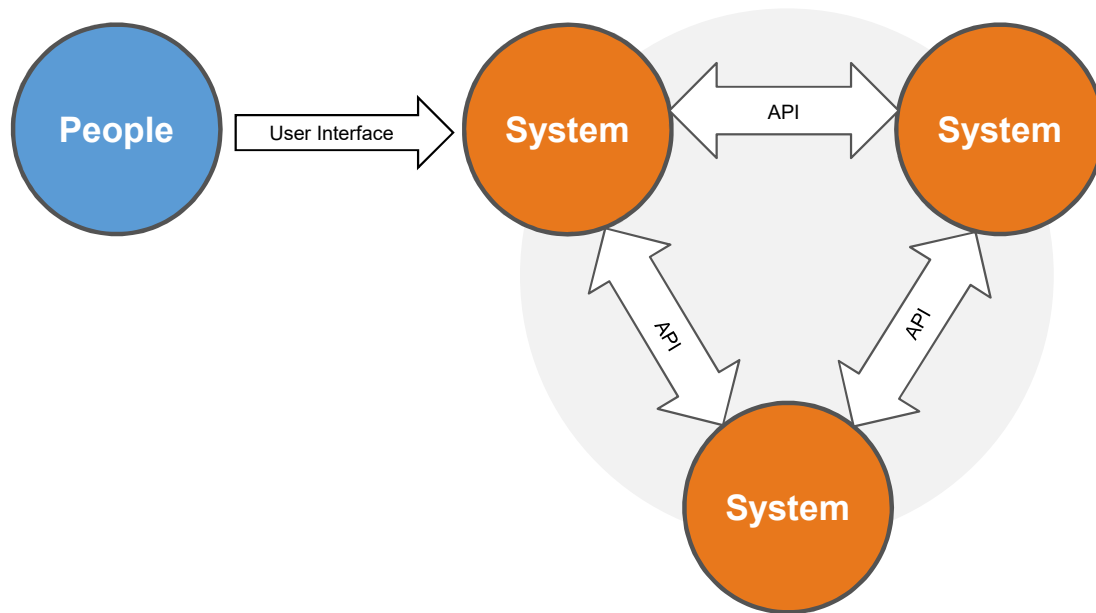 People
User Interface
System
API
System
API
API
System